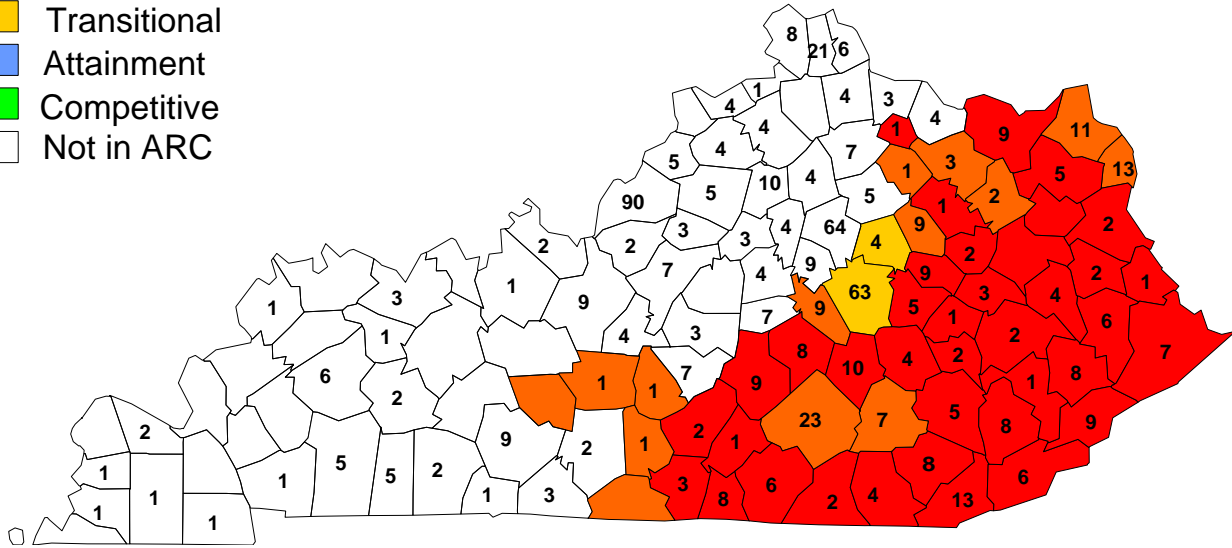 Transitional
Attainment
Competitive
Not in ARC
8
21 6
1
4 4 3
4
4 1 9 11
4 7
5 3
10 4 1 5 13
5 5 2
90 1
4 64 9 2
3
2 2 3 4
7 9 2
1 4 9 2 1
63 3 4
3 9 5
1 9 7 1 6
4 3 2
1 8 7
4 2
7 10
6 1 1 9 1 8
2
5
23 7 9
2 2 8
9 1 1
2 5
8
1 5 5 2 3 6 6
1 1 3 8 2 4 13
1 1